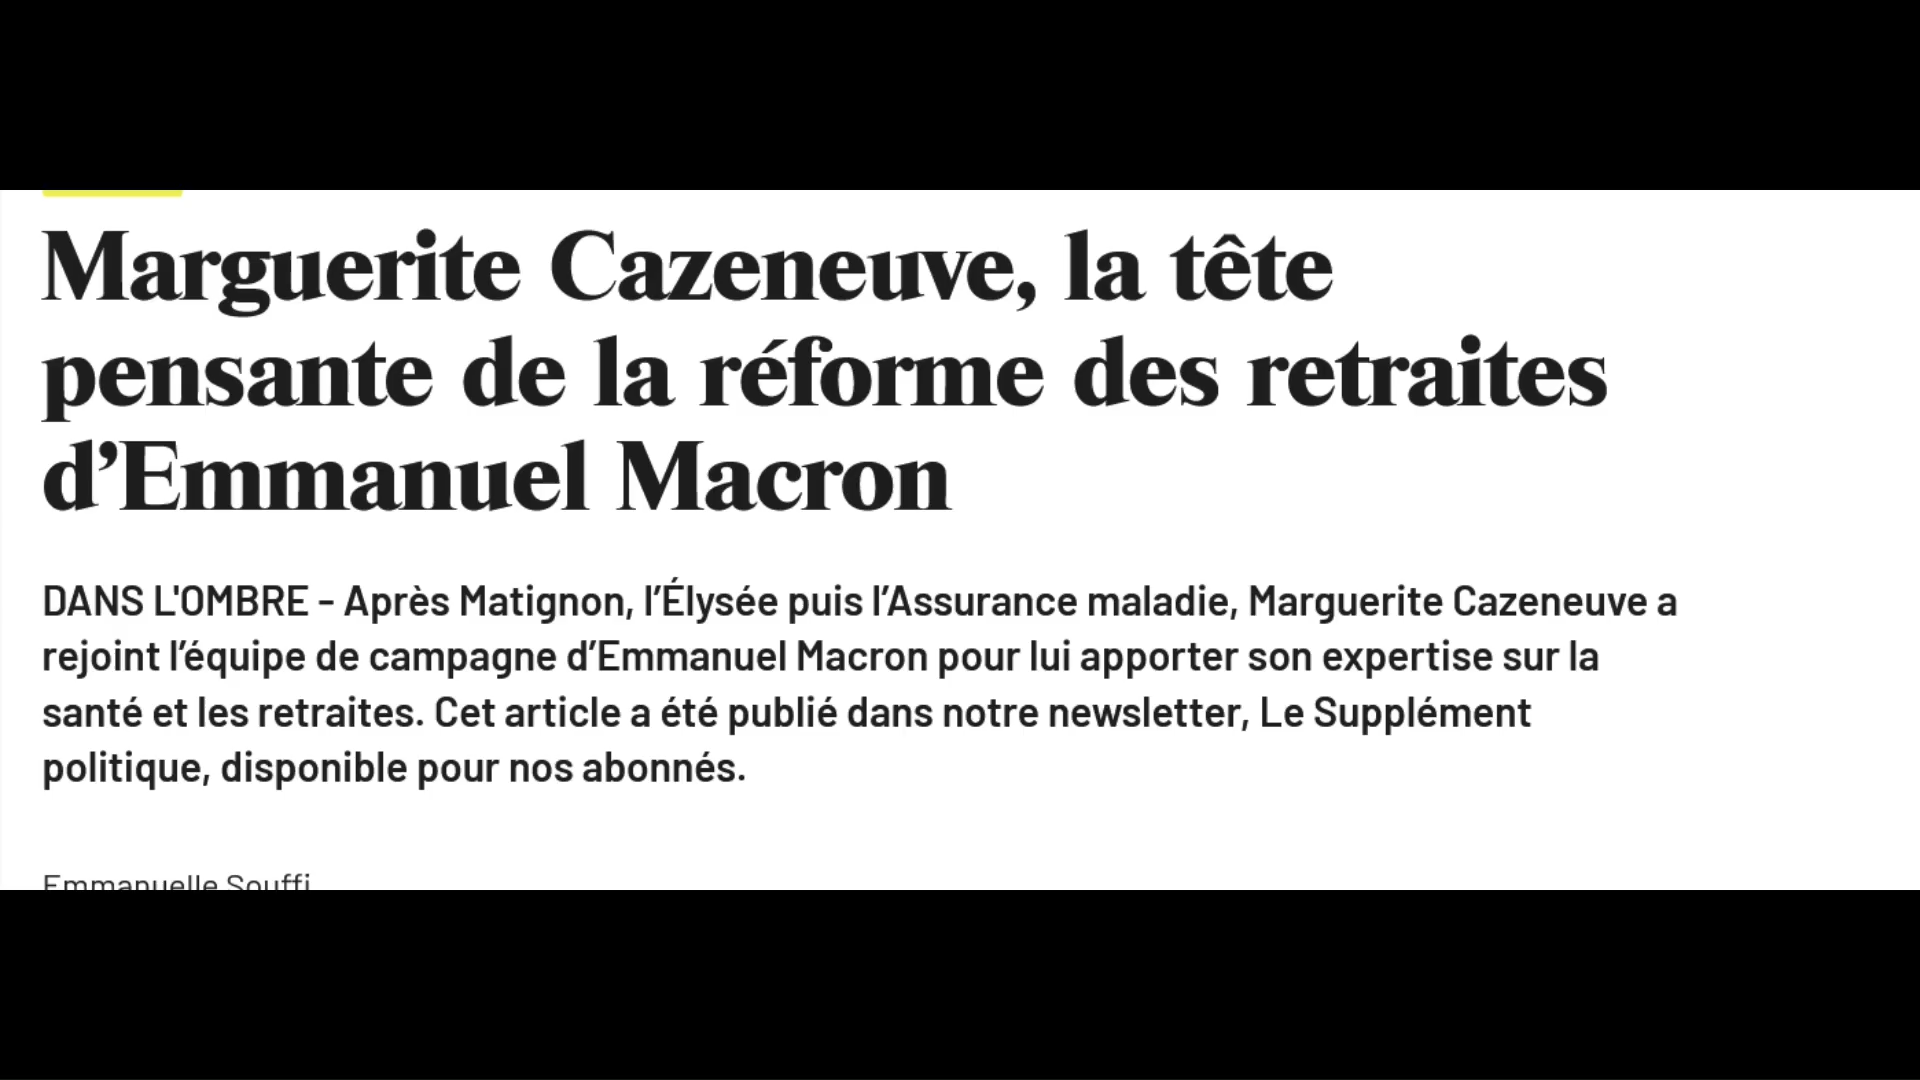 Marguerite Cazeneuve, la tête
pensante de la réforme des retraites
d’Emmanuel Macron
DANS L'OMBRE - Après Matignon, l’Élysée puis l’Assurance maladie, Marguerite Cazeneuve a
rejoint l’équipe de campagne d’Emmanuel Macron pour lui apporter son expertise sur la
santé et les retraites. Cet article a été publié dans notre newsletter, Le Supplément
politique, disponible pour nos abonnés.
Emmanuelle Souffi